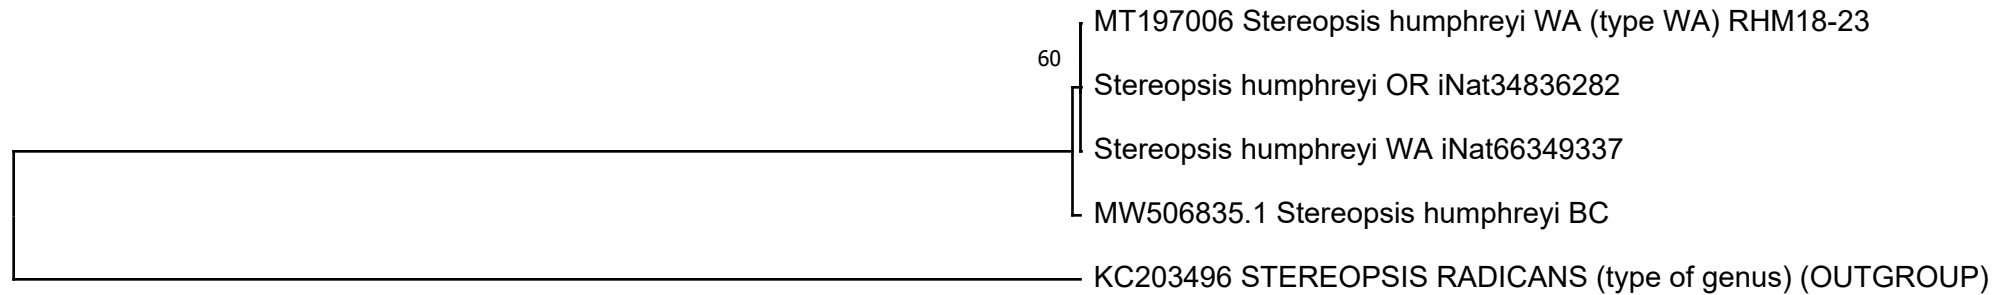 MT197006 Stereopsis humphreyi WA (type WA) RHM18-23
60
Stereopsis humphreyi OR iNat34836282
Stereopsis humphreyi WA iNat66349337
MW506835.1 Stereopsis humphreyi BC
KC203496 STEREOPSIS RADICANS (type of genus) (OUTGROUP)